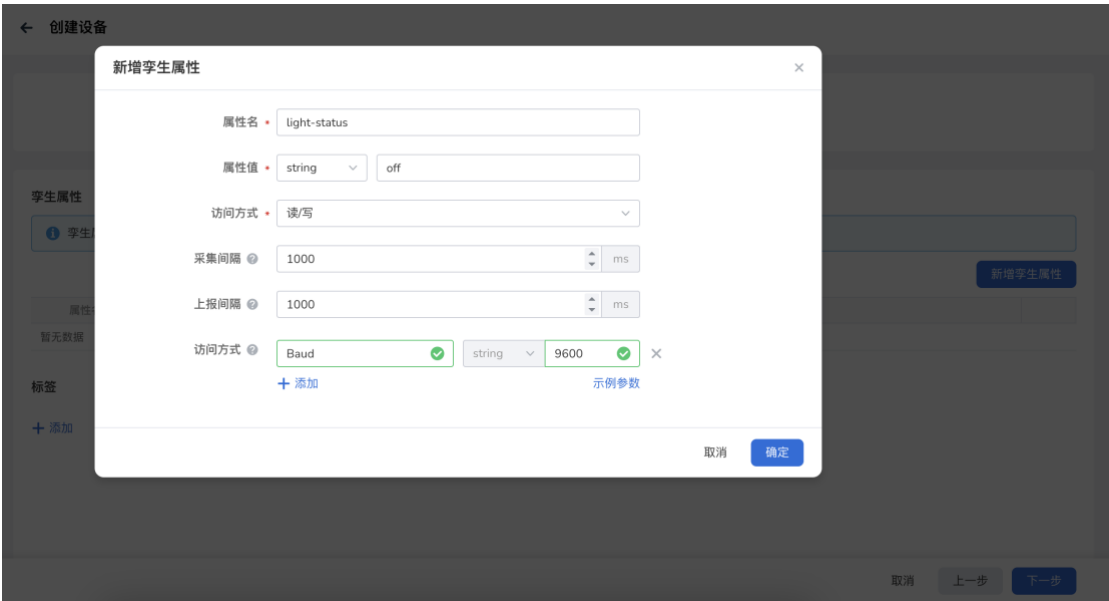 创建设备
新增孪生属性
属性名 • light-status
属性值 • string off
访问方式 • 读/写
采集间隔 1000 ms
上报间隔 1000 ms
访问方式 Baud string 9600
添加 示例参数
取消 确定
孪生属性
孪生
新增孪生属性
属性
暂无数据
标签
添加
取消 上一步 下一步